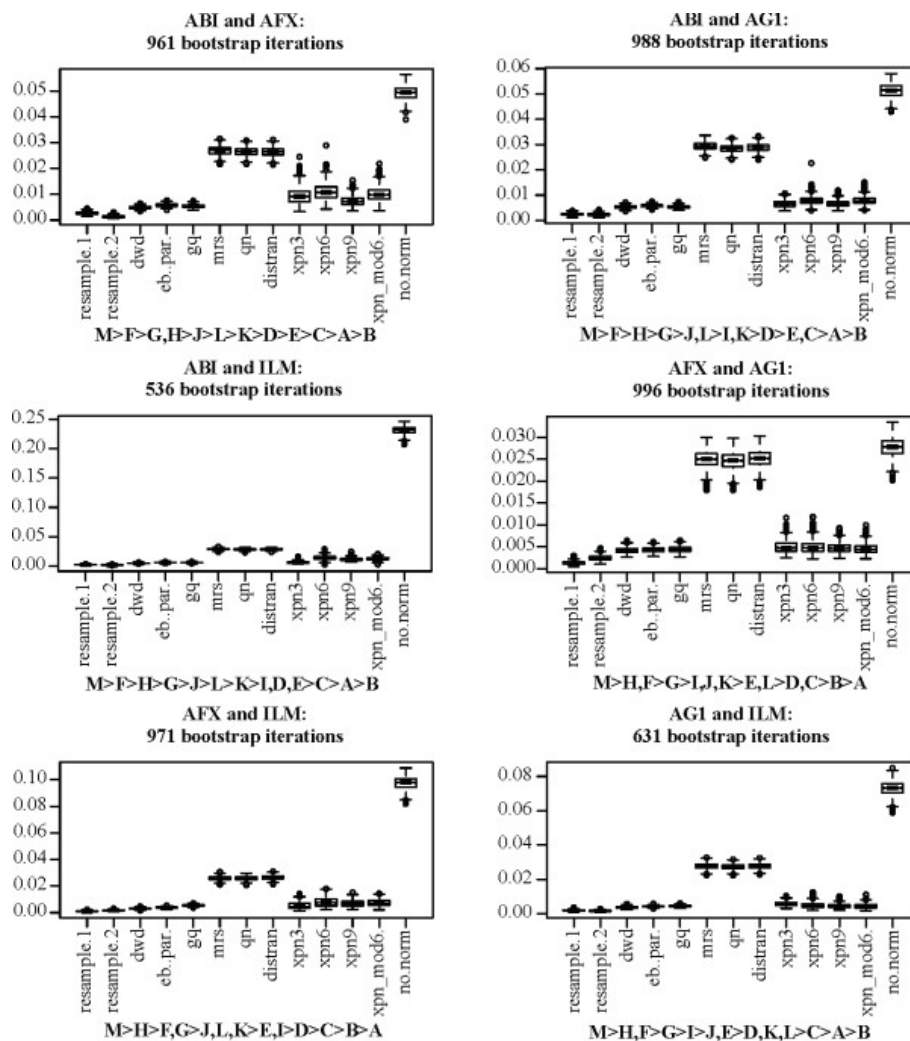 ABI and AFX:
961 bootstrap iterations
0.05
0.04
0.03
0.02
0.01
0.00
resample.1
resample.2
dwd
eb..par.
gq
mrs
qn
distran
xpn3
xpn6
xpn9
xpn_mod6.
no.norm
M>F>G,H>J>L>K>D>E>C>A>B
ABI and AG1:
988 bootstrap iterations
0.06
0.05
0.04
0.03
0.02
0.01
0.00
resample.1
resample.2
dwd
eb..par.
gq
mrs
qn
distran
xpn3
xpn6
xpn9
xpn_mod6.
no.norm
M>F>H>G>J,L>I,K>D>E,C>A>B
ABI and ILM:
536 bootstrap iterations
0.25
0.20
0.15
0.10
0.05
0.00
resample.1
resample.2
dwd
eb..par.
gq
mrs
qn
distran
xpn3
xpn6
xpn9
xpn_mod6.
no.norm
M>F>H>G>J>L>K>I,D,E>C>A>B
AFX and AG1:
996 bootstrap iterations
0.030
0.025
0.020
0.015
0.010
0.005
0.000
resample.1
resample.2
dwd
eb..par.
gq
mrs
qn
distran
xpn3
xpn6
xpn9
xpn_mod6.
no.norm
M>H,F>G>I,J,K>E,L>D,C>B>A
AFX and ILM:
971 bootstrap iterations
0.10
0.08
0.06
0.04
0.02
0.00
resample.1
resample.2
dwd
eb..par.
gq
mrs
qn
distran
xpn3
xpn6
xpn9
xpn_mod6.
no.norm
M>H>F,G>J,L,K>E,I>D>C>B>A
AG1 and ILM:
631 bootstrap iterations
0.08
0.06
0.04
0.02
0.00
resample.1
resample.2
dwd
eb..par.
gq
mrs
qn
distran
xpn3
xpn6
xpn9
xpn_mod6.
no.norm
M>H,F>G>I>J,E>D,K,L>C>A>B